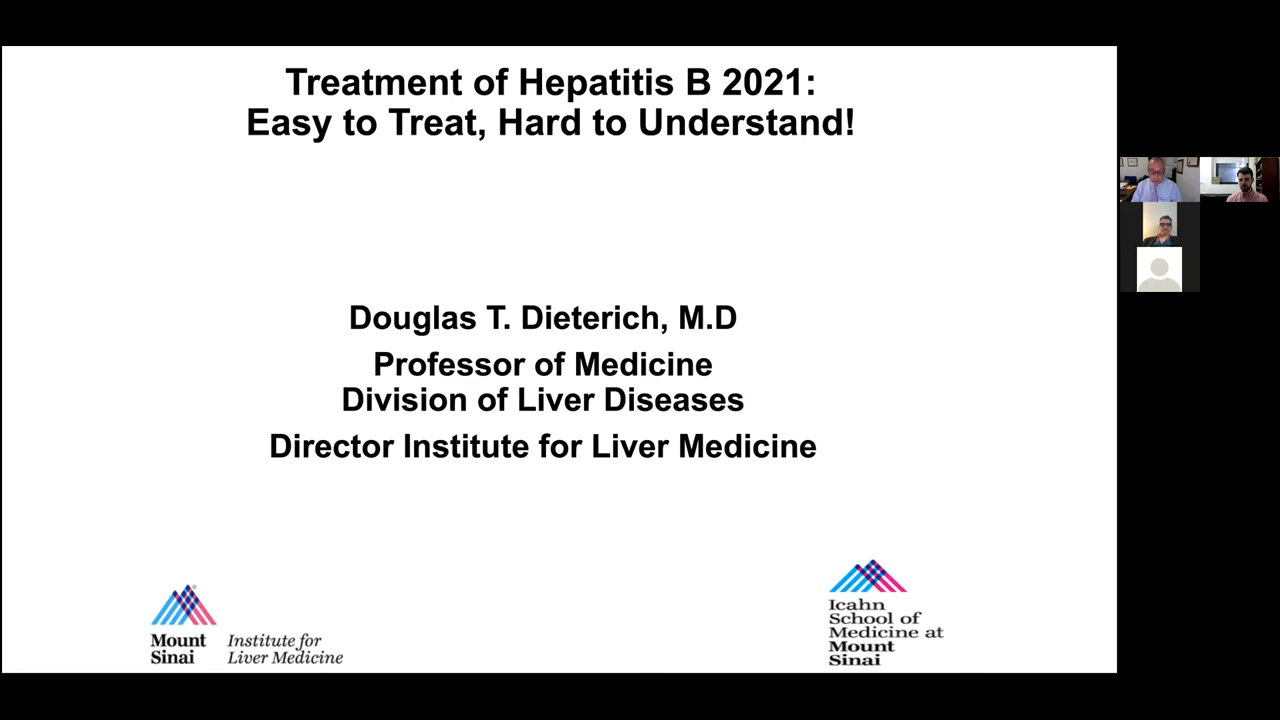 Treatment of Hepatitis B 2021:
Easy to Treat, Hard to Understand!
Douglas T. Dieterich, M.D
Professor of Medicine
Division of Liver Diseases
Director Institute for Liver Medicine
Mount
Sinai
Institute for
Liver Medicine
Icahn
School of
Medicine at
Mount
Sinai